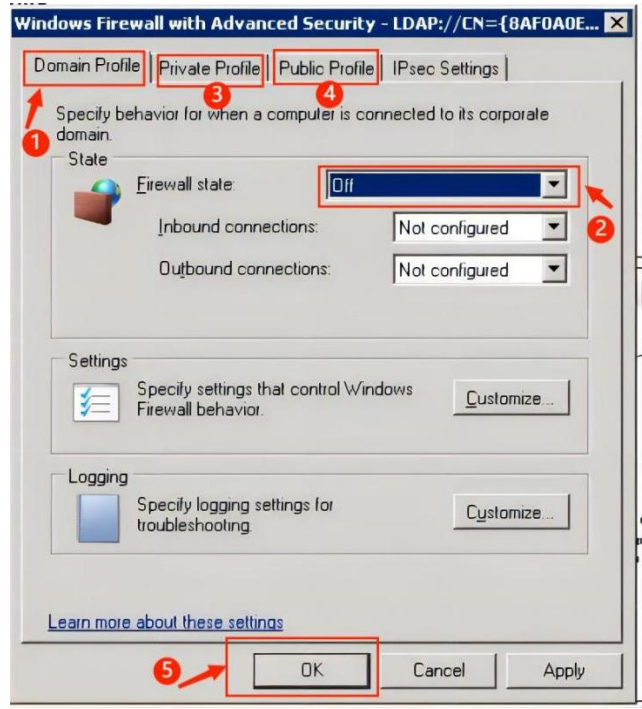 Windows Firewall with Advanced Security - LDAP://CN={8AF0A0E...
Domain Profile Private Profile Public Profile IPsec Settings
1 3 4
Specify behavior for when a computer is connected to its corporate
domain.
State
Firewall state: Off
2
Inbound connections: Not configured
Outbound connections: Not configured
Settings
Specify settings that control Windows
Firewall behavior.
Customize...
Logging
Specify logging settings for
troubleshooting.
Customize...
Learn more about these settings
5 OK Cancel Apply